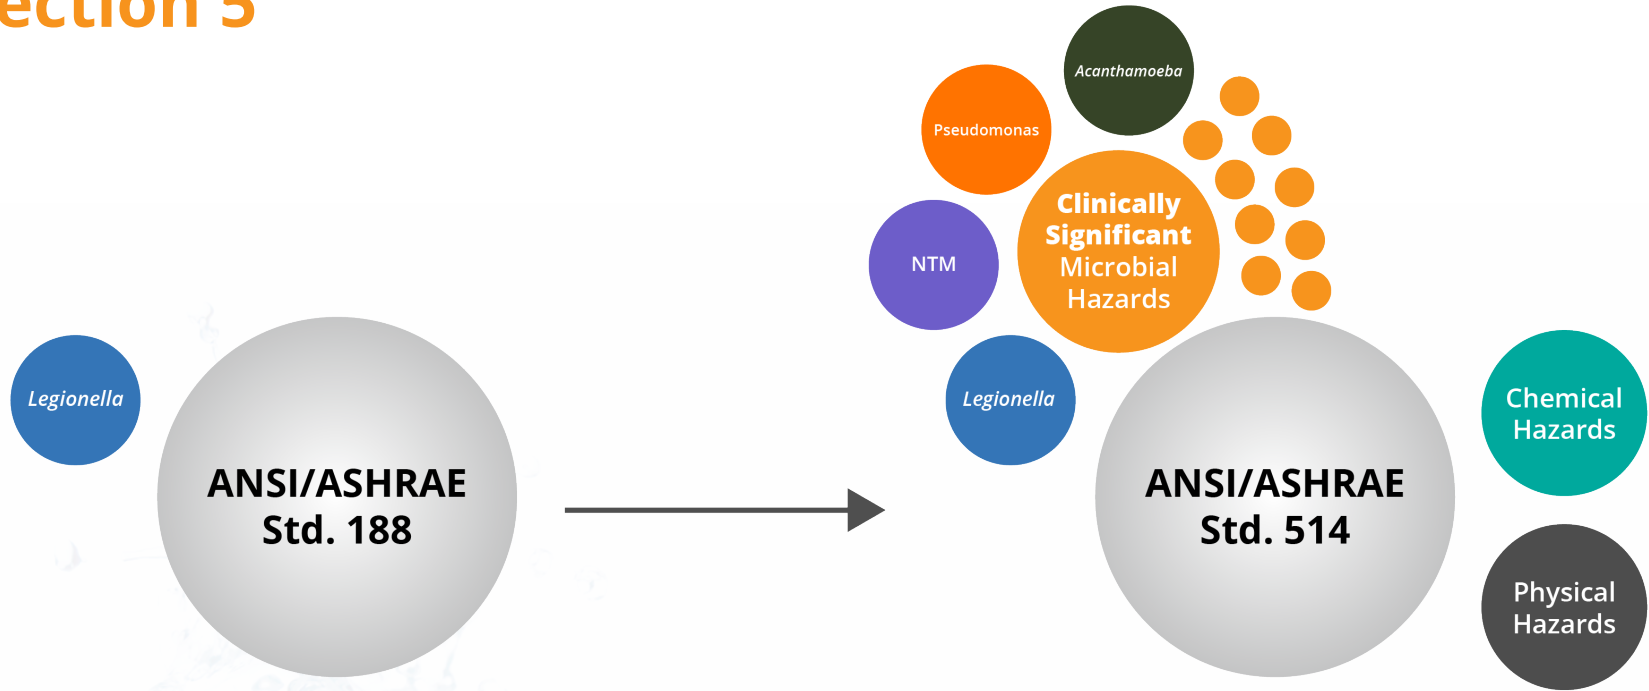 ection 5
Legionella
ANSI/ASHRAE
Std. 188
Acanthamoeba
Pseudomonas
Clinically
Significant
Microbial
Hazards
NTM
Legionella
ANSI/ASHRAE
Std. 514
Chemical
Hazards
Physical
Hazards